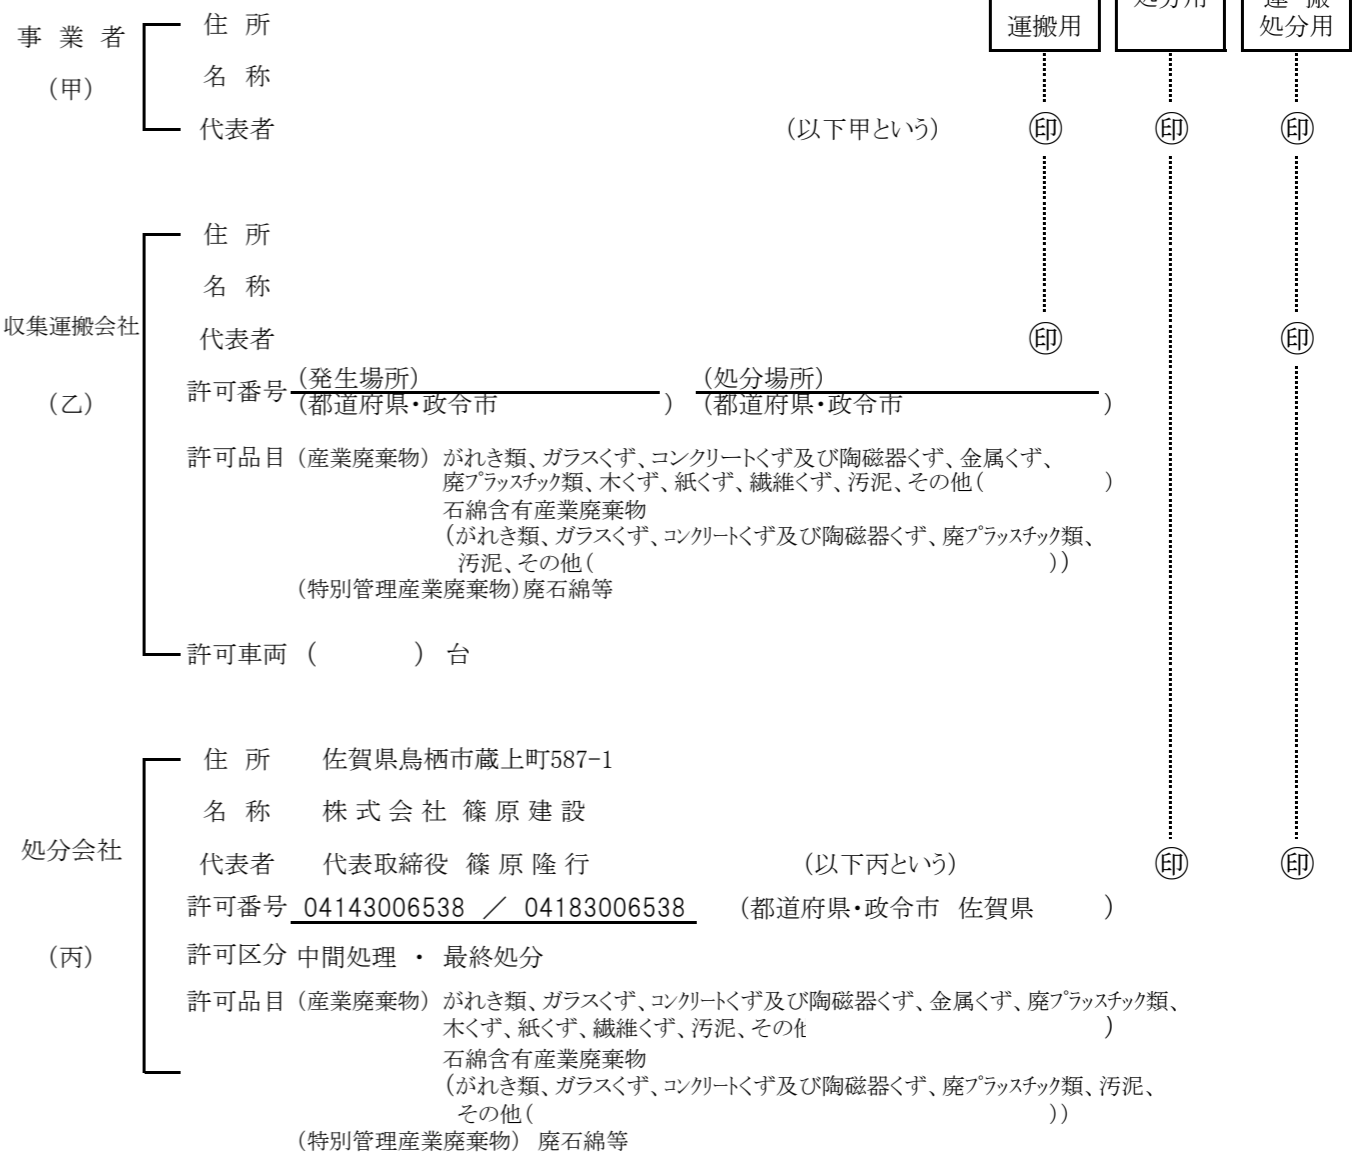 運搬用
処分用
運 搬
処分用
事 業 者
(甲)
住 所
名 称
代表者 (以下甲という) ㊞ ㊞ ㊞
収集運搬会社
(乙)
住 所
名 称
代表者 ㊞ ㊞
許可番号 (発生場所) (処分場所)
(都道府県・政令市 ) (都道府県・政令市 )
許可品目 (産業廃棄物) がれき類、ガラスくず、コンクリートくず及び陶磁器くず、金属くず、
廃プラッスチック類、木くず、紙くず、繊維くず、汚泥、その他( )
石綿含有産業廃棄物
(がれき類、ガラスくず、コンクリートくず及び陶磁器くず、廃プラッスチック類、
汚泥、その他( ))
(特別管理産業廃棄物)廃石綿等
許可車両 ( ) 台
処分会社
(丙)
住 所 佐賀県鳥栖市蔵上町587-1
名 称 株 式 会 社 篠 原 建 設
代表者 代表取締役 篠 原 隆 行 (以下丙という) ㊞ ㊞
許可番号 04143006538 ／ 04183006538 (都道府県・政令市 佐賀県 )
許可区分 中間処理 ・ 最終処分
許可品目 (産業廃棄物) がれき類、ガラスくず、コンクリートくず及び陶磁器くず、金属くず、廃プラッスチック類、
木くず、紙くず、繊維くず、汚泥、その他 )
石綿含有産業廃棄物
(がれき類、ガラスくず、コンクリートくず及び陶磁器くず、廃プラッスチック類、汚泥、
その他( ))
(特別管理産業廃棄物) 廃石綿等